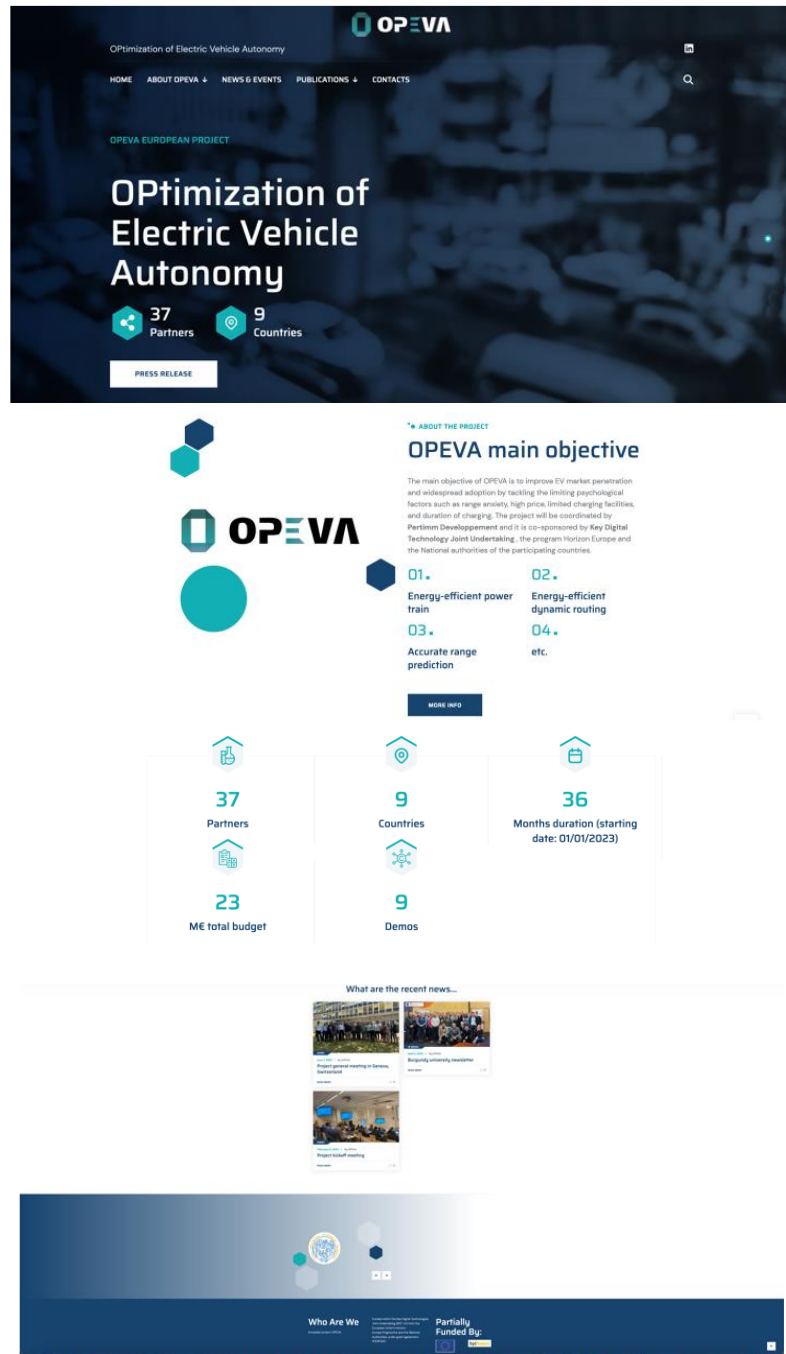 OPEVA
OPtimization of Electric Vehicle Autonomy
in
HOME ABOUT OPEVA ↓ NEWS & EVENTS PUBLICATIONS ↓ CONTACTS
OPEVA EUROPEAN PROJECT
OPtimization of
Electric Vehicle
Autonomy
37
Partners
9
Countries
PRESS RELEASE
ABOUT THE PROJECT
OPEVA main objective
The main objective of OPEVA is to improve EV market penetration
and widespread adoption by tackling the limiting psychological
factors such as range anxiety, high price, limited charging facilities,
and duration of charging. The project will be coordinated by
Pertimm Developpement and it is co-sponsored by Key Digital
Technology Joint Undertaking , the program Horizon Europe and
the National authorities of the participating countries.
OPEVA
01.
Energy-efficient power
train
02.
Energy-efficient
dynamic routing
03.
Accurate range
prediction
04.
etc.
MORE INFO
37
Partners
9
Countries
36
Months duration (starting
date: 01/01/2023)
23
M€ total budget
9
Demos
What are the recent news...
Project general meeting in Geneva,
Switzerland
READ MORE
Burgundy university newsletter
READ MORE
Project kickoff meeting
READ MORE
Who Are We
Partially
Funded By: